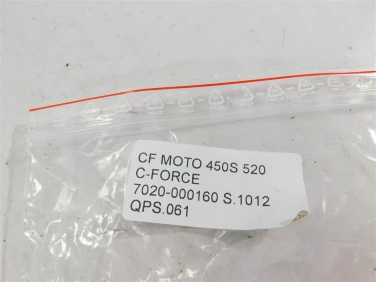 CF MOTO 450S 520
C-FORCE
7020-000160 S.1012
QPS.061